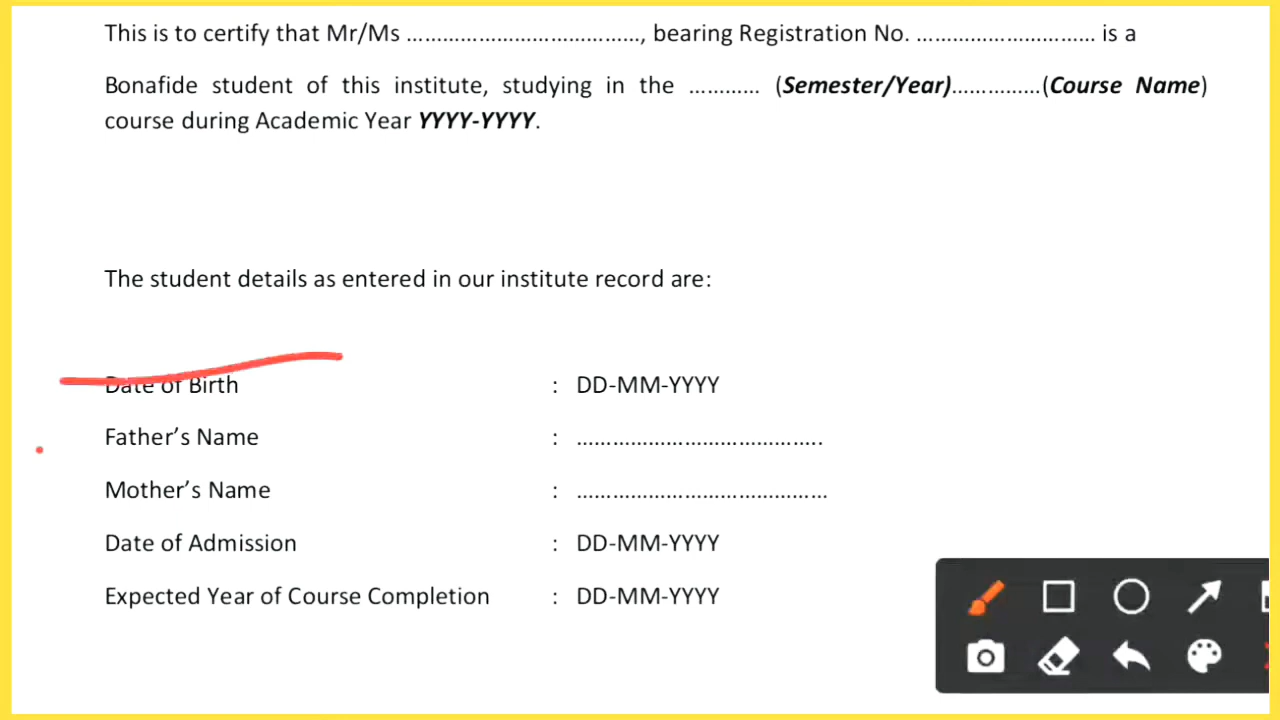 This is to certify that Mr/Ms ......................................., bearing Registration No. .............................. is a
Bonafide student of this institute, studying in the ............ (Semester/Year)...............(Course Name)
course during Academic Year YYYY-YYYY.
The student details as entered in our institute record are:
Date of Birth : DD-MM-YYYY
Father’s Name : .........................................
Mother’s Name : ..........................................
Date of Admission : DD-MM-YYYY
Expected Year of Course Completion : DD-MM-YYYY